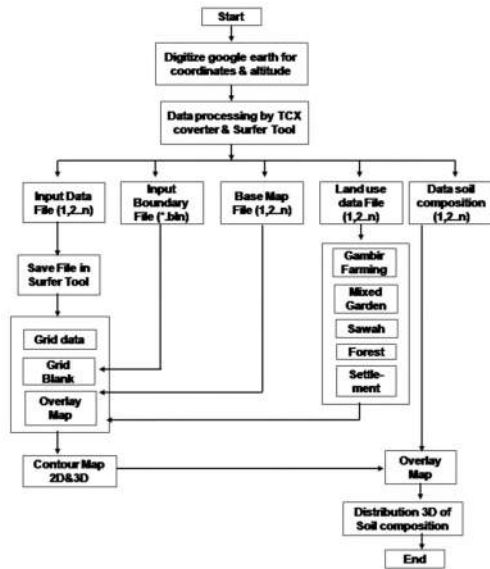 Start
Digitize google earth for
coordinates & altitude
Data processing by TCX
coverter & Surfer Tool
Input Data
File (1,2..n)
Input
Boundary
File (*.bln)
Base Map
File (1,2..n)
Land use
data File
(1,2..n)
Data soil
composition
(1,2..n)
Save File in
Surfer Tool
Gambir
Farming
Mixed
Garden
Sawah
Forest
Settle-
ment
Grid data
Grid
Blank
Overlay
Map
Contour Map
2D&3D
Overlay
Map
Distribution 3D of
Soil composition
End